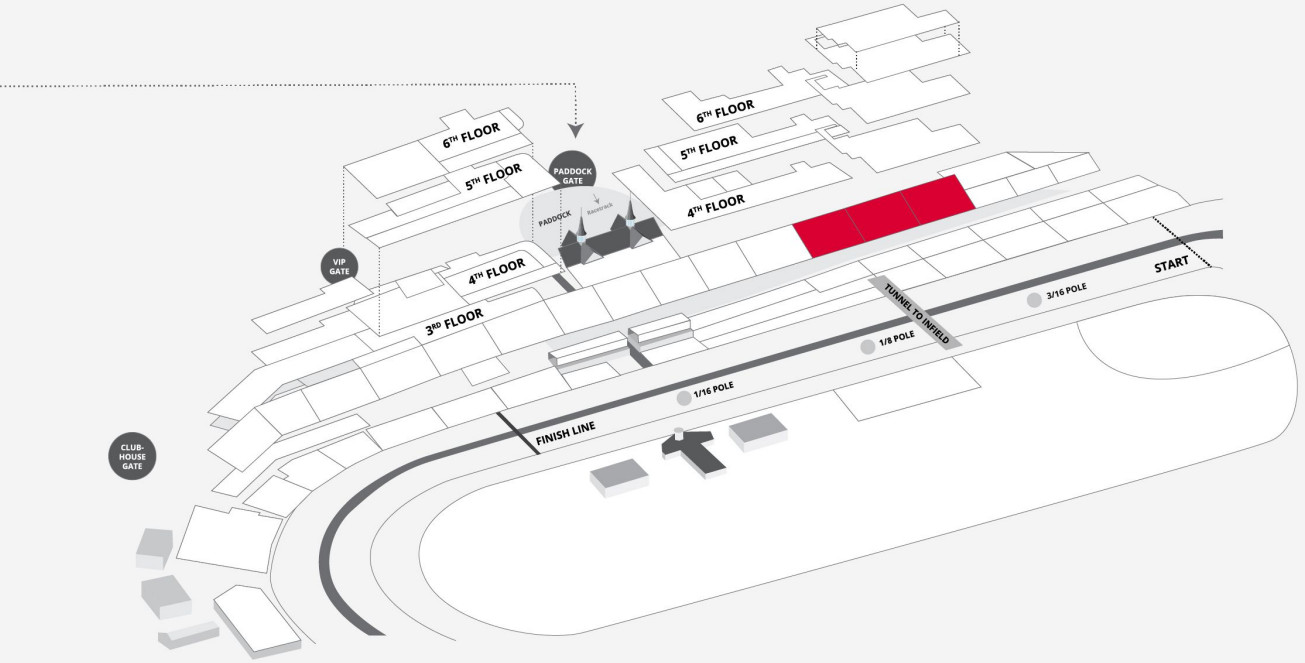 6TH FLOOR
5TH FLOOR
4TH FLOOR
6TH FLOOR
5TH FLOOR
PADDOCK
GATE
PADDOCK
Racetrack
VIP
GATE
4TH FLOOR
3RD FLOOR
START
3/16 POLE
TUNNEL TO INFIELD
1/8 POLE
1/16 POLE
FINISH LINE
CLUB-
HOUSE
GATE